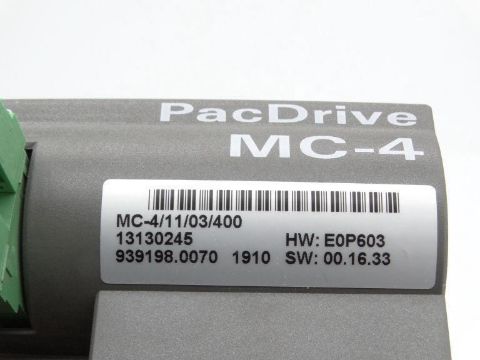 PacDrive
MC-4
MC-4/11/03/400
13130245 HW: E0P603
939198.0070 1910 SW: 00.16.33